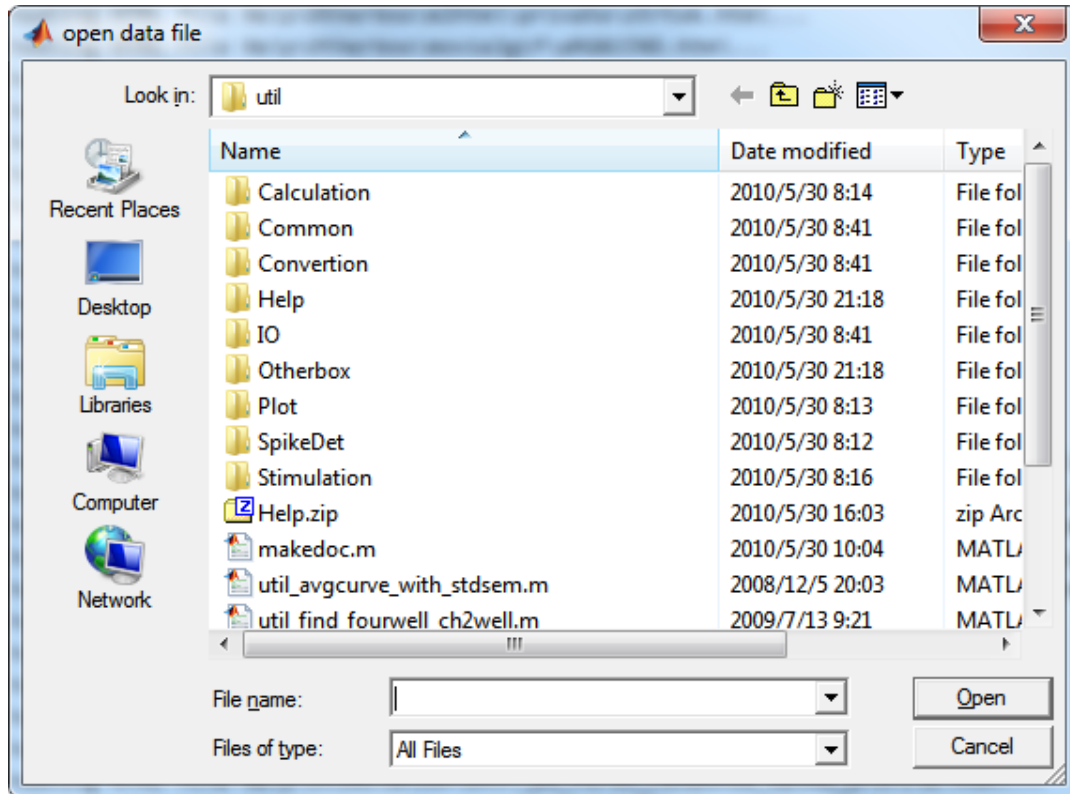 open data file
Look in: util
Name Date modified Type
Recent Places
Desktop
Libraries
Computer
Network
Calculation 2010/5/30 8:14 File fol
Common 2010/5/30 8:41 File fol
Convertion 2010/5/30 8:41 File fol
Help 2010/5/30 21:18 File fol
IO 2010/5/30 8:41 File fol
Otherbox 2010/5/30 21:18 File fol
Plot 2010/5/30 8:13 File fol
SpikeDet 2010/5/30 8:12 File fol
Stimulation 2010/5/30 8:16 File fol
Help.zip 2010/5/30 16:03 zip Arc
makedoc.m 2010/5/30 10:04 MATLA
util_avgcurve_with_stdsem.m 2008/12/5 20:03 MATLA
util_find_fourwell_ch2well.m 2009/7/13 9:21 MATLA
File name: Open
Files of type: All Files Cancel